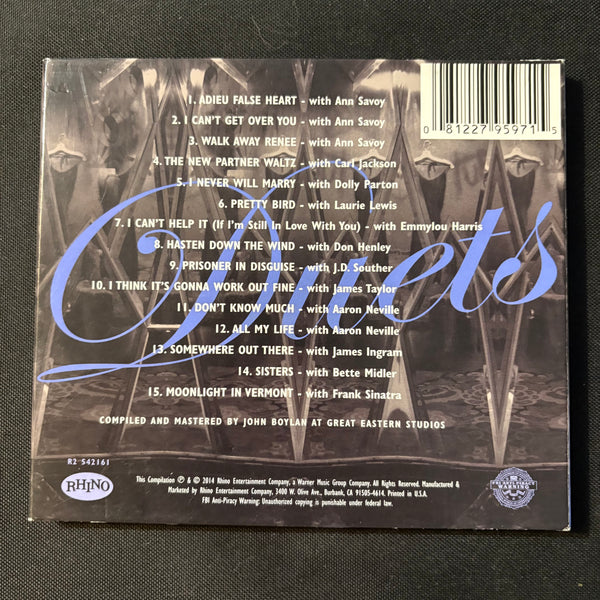 1. ADIEU FALSE HEART - with Ann Savoy
2. I CAN'T GET OVER YOU - with Ann Savoy
3. WALK AWAY RENEE - with Ann Savoy
4. THE NEW PARTNER WALTZ - with Carl Jackson
5. I NEVER WILL MARRY - with Dolly Parton
6. PRETTY BIRD - with Laurie Lewis
7. I CAN'T HELP IT (If I'm Still In Love With You) - with Emmylou Harris
8. HASTEN DOWN THE WIND - with Don Henley
9. PRISONER IN DISGUISE - with J.D. Souther
10. I THINK IT'S GONNA WORK OUT FINE - with James Taylor
11. DON'T KNOW MUCH - with Aaron Neville
12. ALL MY LIFE - with Aaron Neville
13. SOMEWHERE OUT THERE - with James Ingram
14. SISTERS - with Bette Midler
15. MOONLIGHT IN VERMONT - with Frank Sinatra
Duets
0 81227 95971 5
COMPILED AND MASTERED BY JOHN BOYLAN AT GREAT EASTERN STUDIOS
R2 542161
RHINO
This Compilation ℗ & © 2014 Rhino Entertainment Company, a Warner Music Group Company. All Rights Reserved. Manufactured &
Marketed by Rhino Entertainment Company, 3400 W. Olive Ave., Burbank, CA 91505-4614. Printed in U.S.A.
FBI Anti-Piracy Warning: Unauthorized copying is punishable under federal law.
FBI ANTI-PIRACY
WARNING